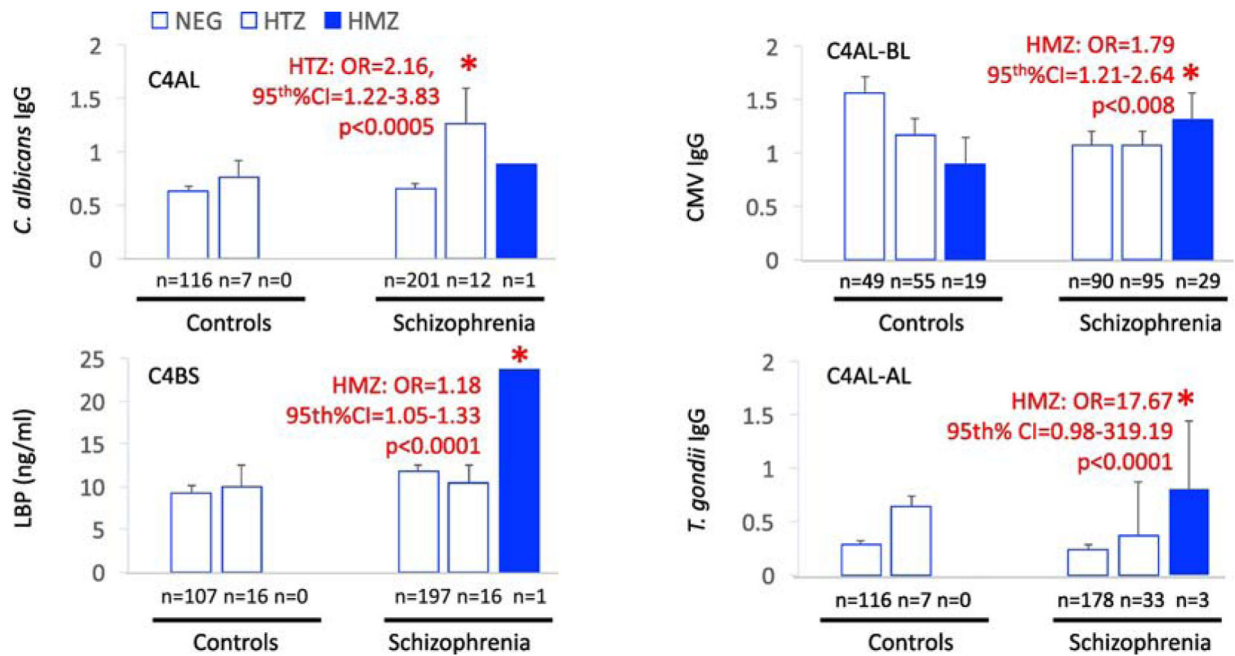 NEG HTZ HMZ
C4AL
HTZ: OR=2.16,
95th%CI=1.22-3.83
p<0.0005
*
C. albicans IgG
2
1.5
1
0.5
0
n=116 n=7 n=0
n=201 n=12 n=1
Controls
Schizophrenia
C4AL-BL
HMZ: OR=1.79
95th%CI=1.21-2.64 *
p<0.008
CMV IgG
2
1.5
1
0.5
0
n=49 n=55 n=19
n=90 n=95 n=29
Controls
Schizophrenia
C4BS
*
HMZ: OR=1.18
95th%CI=1.05-1.33
p<0.0001
LBP (ng/ml)
25
20
15
10
5
0
n=107 n=16 n=0
n=197 n=16 n=1
Controls
Schizophrenia
C4AL-AL
HMZ: OR=17.67 *
95th% CI=0.98-319.19
p<0.0001
T. gondii IgG
2
1.5
1
0.5
0
n=116 n=7 n=0
n=178 n=33 n=3
Controls
Schizophrenia